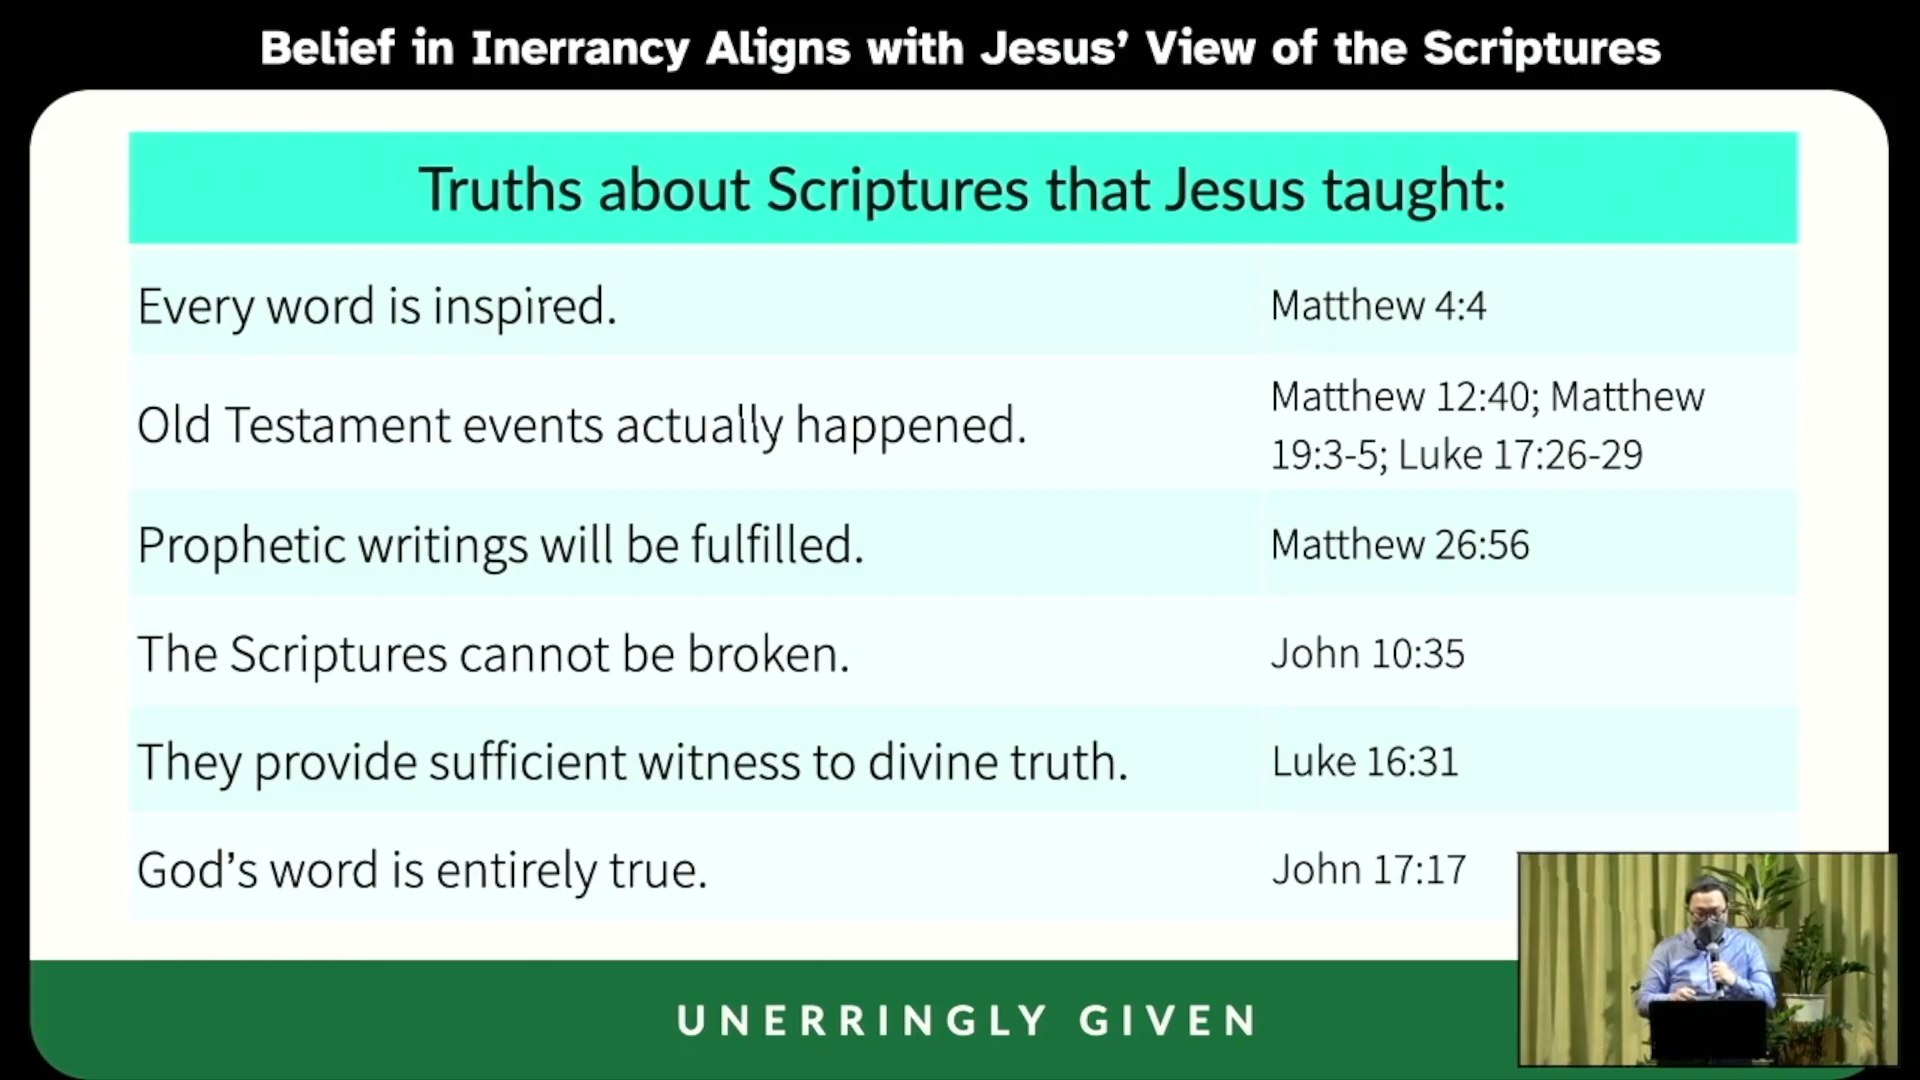 Belief in Inerrancy Aligns with Jesus’ View of the Scriptures
Truths about Scriptures that Jesus taught:
Every word is inspired.
Matthew 4:4
Old Testament events actually happened.
Matthew 12:40; Matthew
19:3-5; Luke 17:26-29
Prophetic writings will be fulfilled.
Matthew 26:56
The Scriptures cannot be broken.
John 10:35
They provide sufficient witness to divine truth.
Luke 16:31
God’s word is entirely true.
John 17:17
UNERRINGLY GIVEN